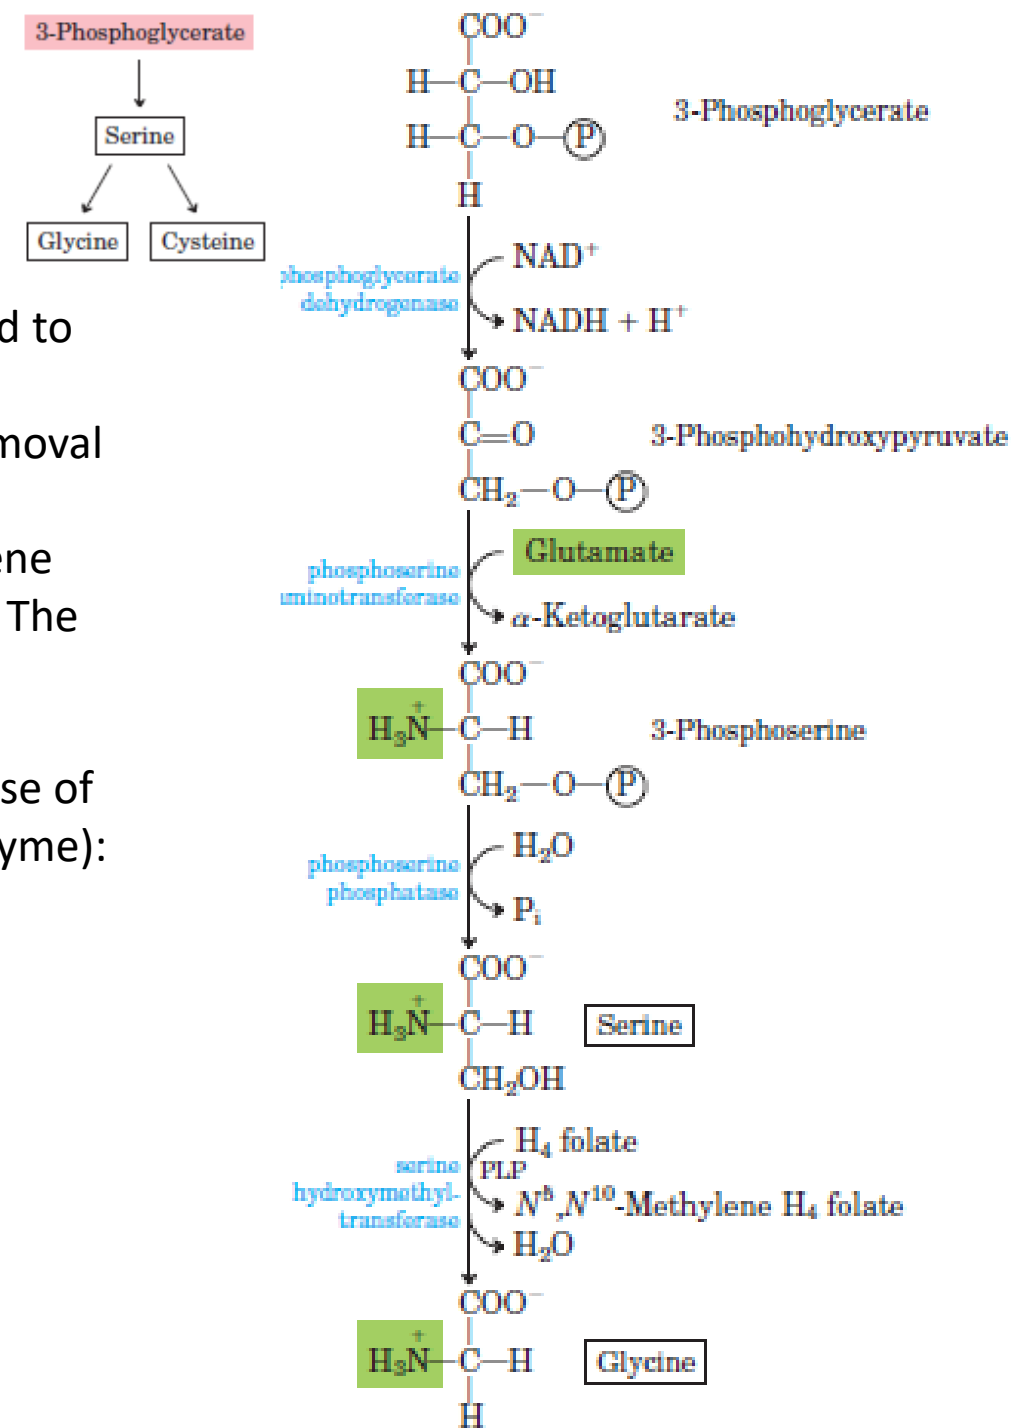 3-Phosphoglycerate
Serine
Glycine Cysteine
d to
moval
ene
The
se of
yme):
COO⁻
H—C—OH
H—C—O—P
H
3-Phosphoglycerate
phosphoglycerate
dehydrogenase
NAD⁺
NADH + H⁺
COO⁻
C=O
CH₂—O—P
3-Phosphohydroxypyruvate
phosphoserine
aminotransferase
Glutamate
α-Ketoglutarate
COO⁻
H₃N⁺—C—H
CH₂—O—P
3-Phosphoserine
phosphoserine
phosphatase
H₂O
Pᵢ
COO⁻
H₃N⁺—C—H
CH₂OH
Serine
serine
hydroxymethyl-
transferase
H₄ folate
PLP
N⁵,N¹⁰-Methylene H₄ folate
H₂O
COO⁻
H₃N⁺—C—H
H
Glycine